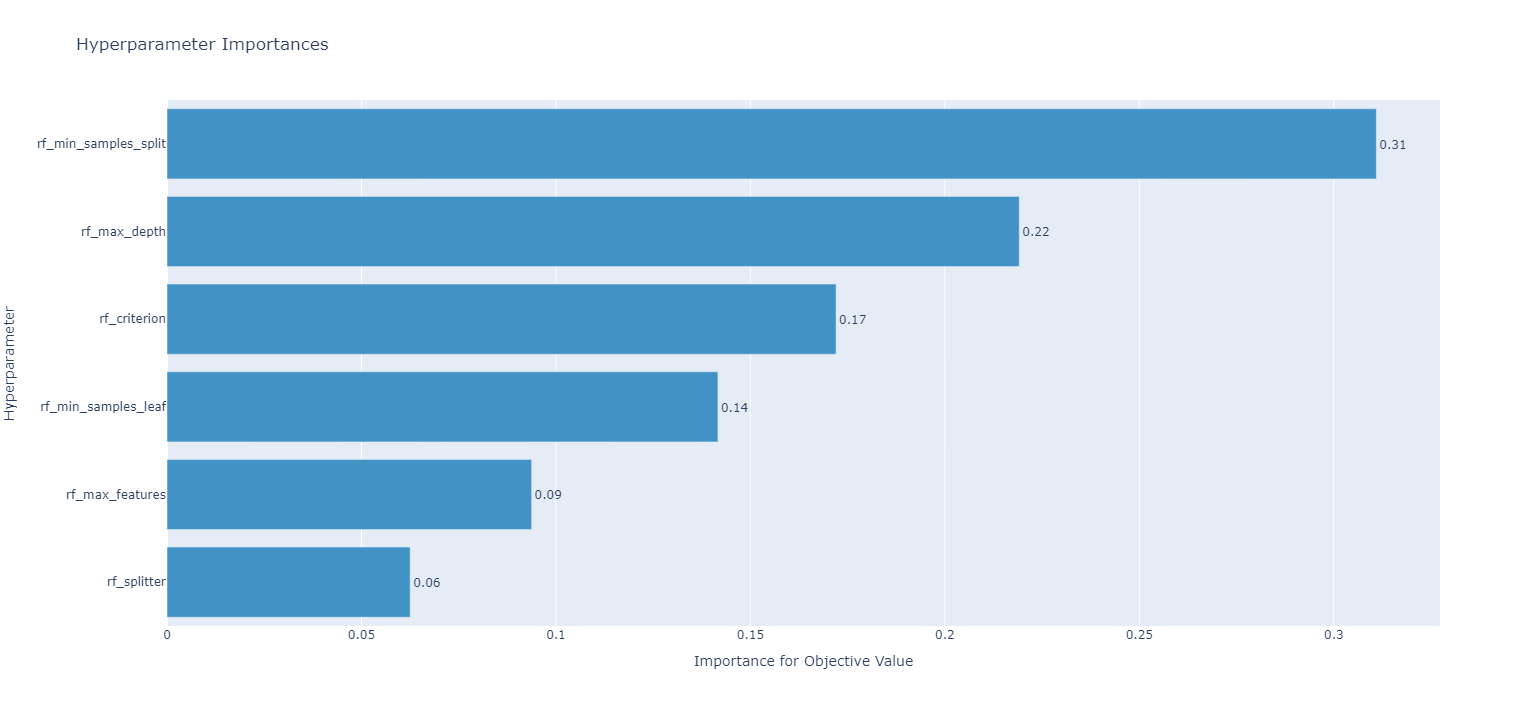 Hyperparameter Importances
rf_min_samples_split
0.31
rf_max_depth
0.22
rf_criterion
0.17
rf_min_samples_leaf
0.14
rf_max_features
0.09
rf_splitter
0.06
0 0.05 0.1 0.15 0.2 0.25 0.3
Importance for Objective Value
Hyperparameter